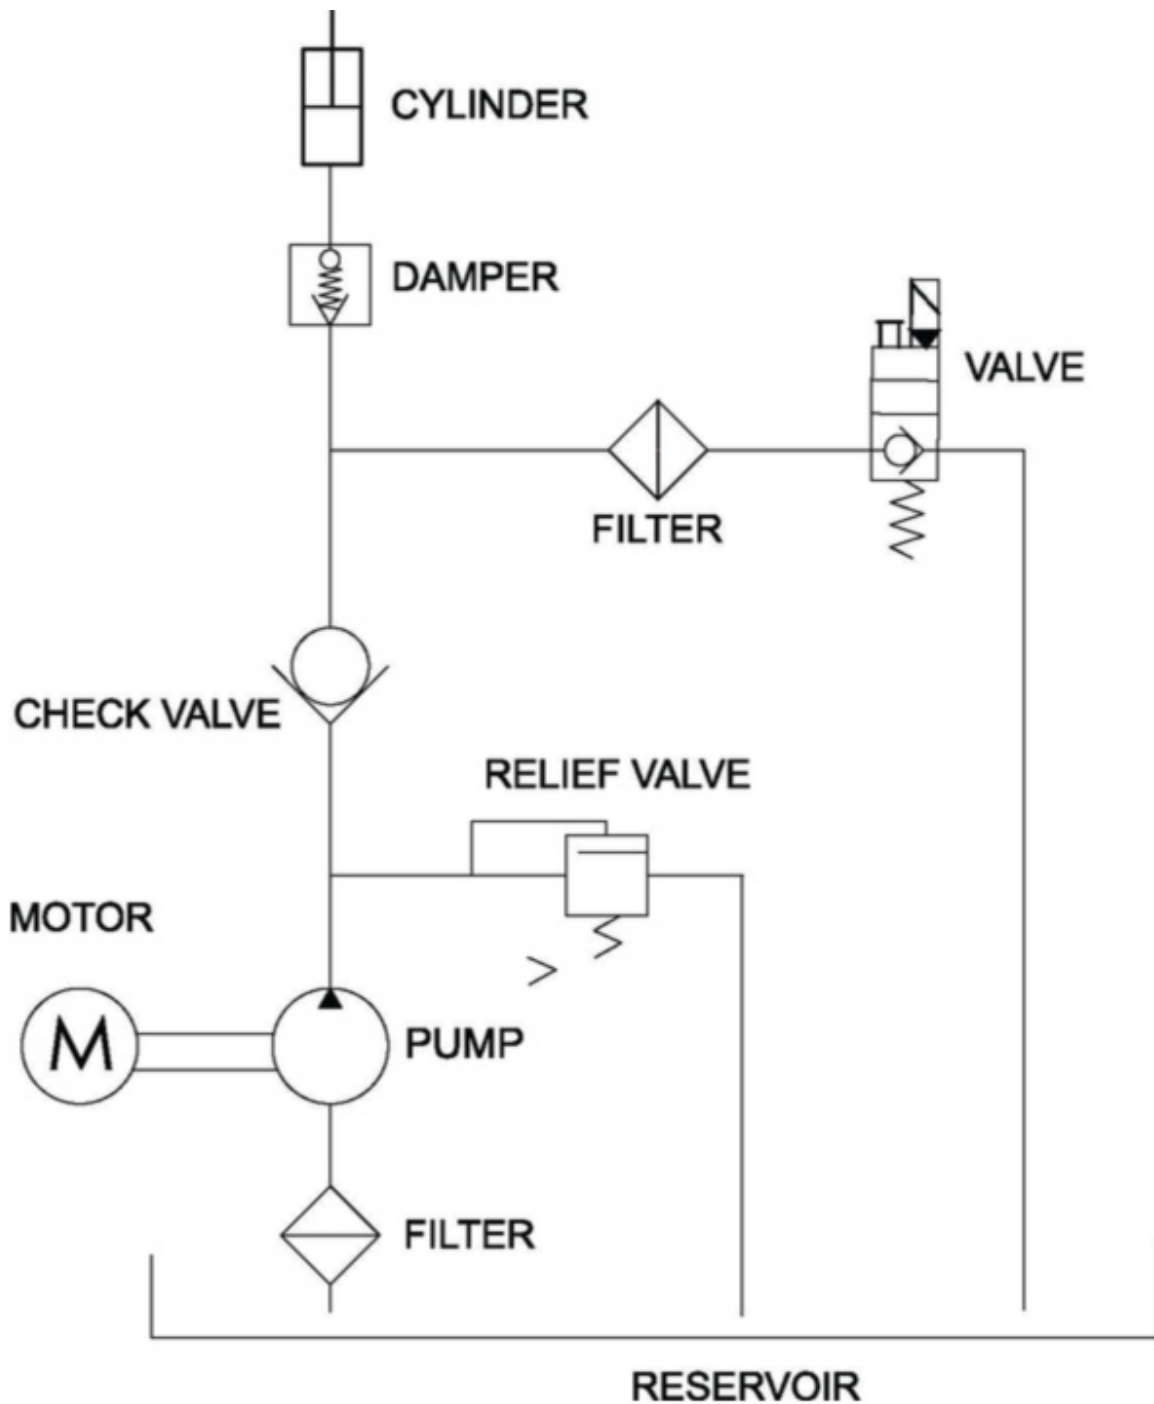 CYLINDER
DAMPER
VALVE
FILTER
CHECK VALVE
RELIEF VALVE
MOTOR
M
PUMP
FILTER
RESERVOIR